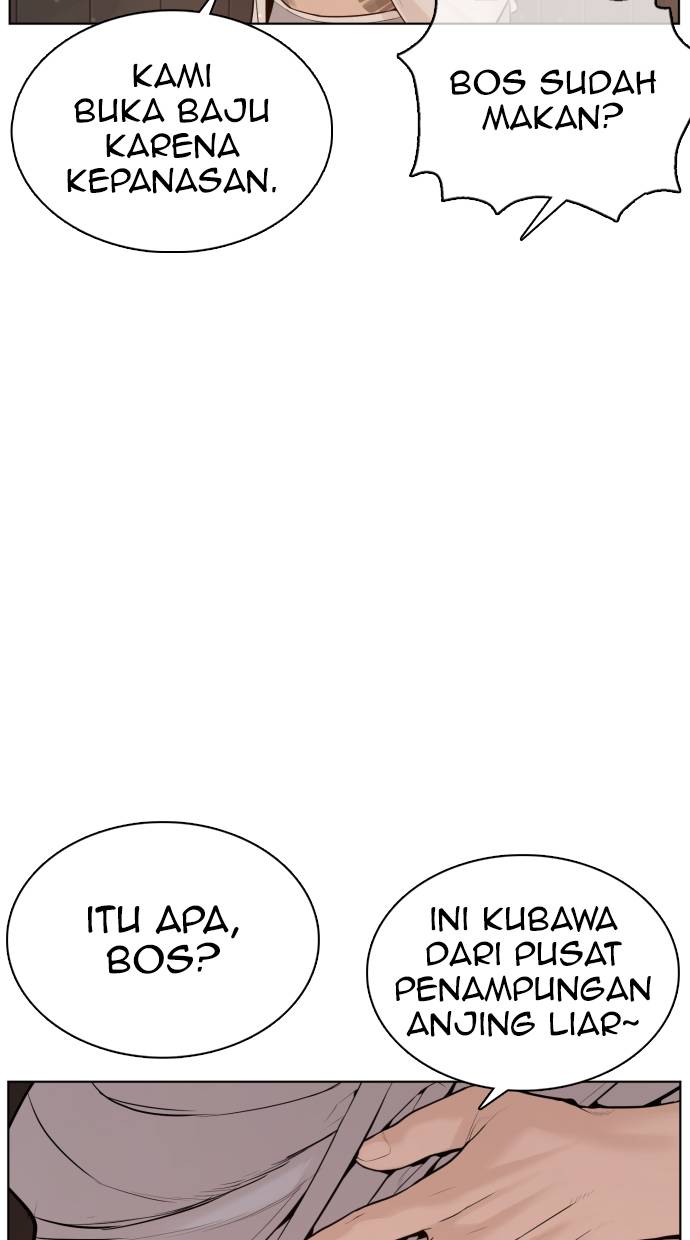 KAMI
BUKA BAJU
KARENA
KEPANASAN.
BOS SUDAH
MAKAN?
ITU APA,
BOS?
INI KUBAWA
DARI PUSAT
PENAMPUNGAN
ANJING LIAR~